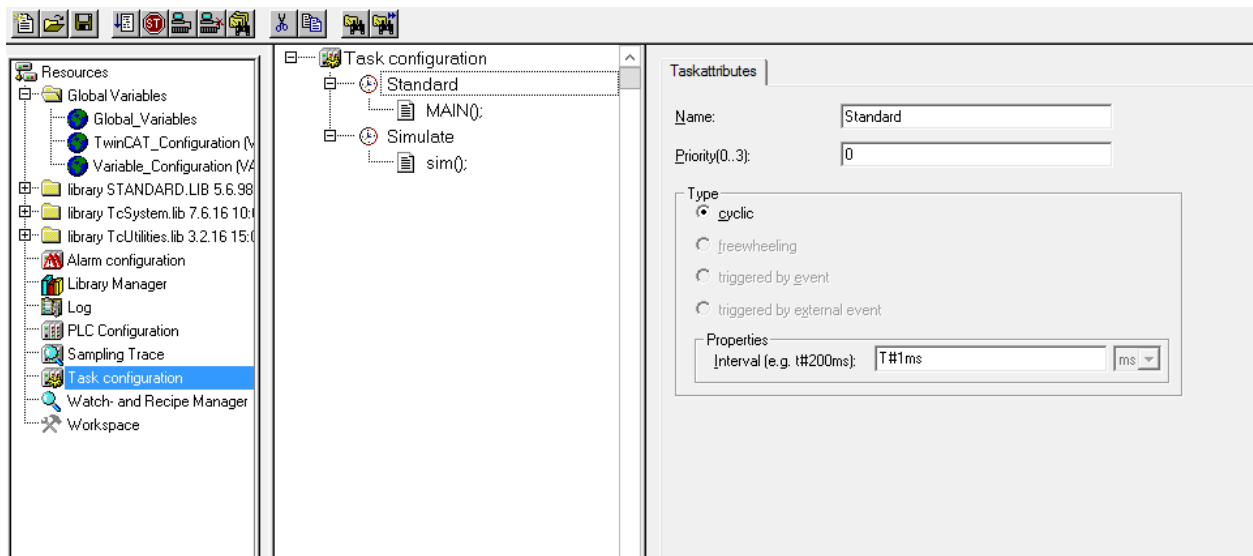 Resources
Global Variables
Global_Variables
TwinCAT_Configuration (V
Variable_Configuration (VA
library STANDARD.LIB 5.6.98
library TcSystem.lib 7.6.16 10:
library TcUtilities.lib 3.2.16 15:0
Alarm configuration
Library Manager
Log
PLC Configuration
Sampling Trace
Task configuration
Watch- and Recipe Manager
Workspace
Task configuration
Standard
MAIN();
Simulate
sim();
Taskattributes
Name: Standard
Priority(0..3): 0
Type
cyclic
freewheeling
triggered by event
triggered by external event
Properties
Interval (e.g. t#200ms): T#1ms ms